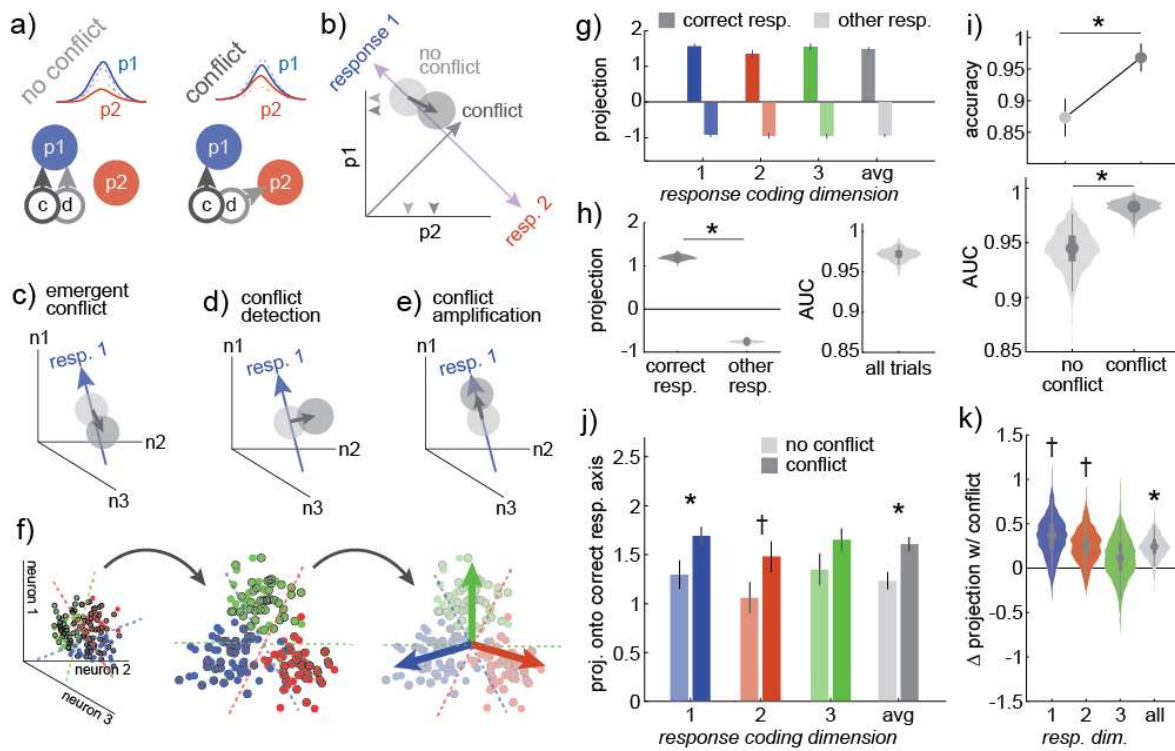 a)
no conflict
p1
p2
p1
p2
c
d
conflict
p1
p2
p1
p2
c
d
b)
response 1
no
conflict
conflict
p1
p2
resp. 2
c)
emergent
conflict
n1
resp. 1
n2
n3
d)
conflict
detection
n1
resp. 1
n2
n3
e)
conflict
amplification
n1
resp. 1
n2
n3
f)
neuron 1
neuron 2
neuron 3
g)
correct resp.
other resp.
projection
1
0
-1
1
2
3
avg
response coding dimension
h)
*
projection
2
1
0
-1
correct
resp.
other
resp.
AUC
1
0.95
0.9
0.85
all trials
i)
*
accuracy
1
0.95
0.9
0.85
*
AUC
1
0.95
0.9
0.85
no
conflict
conflict
j)
no conflict
conflict
proj. onto correct resp. axis
2.5
2
1.5
1
0.5
0
*
†
*
1
2
3
avg
response coding dimension
k)
Δ projection w/ conflict
1.5
1
0.5
0
-0.5
-1
-1.5
†
†
*
1
2
3
all
resp. dim.